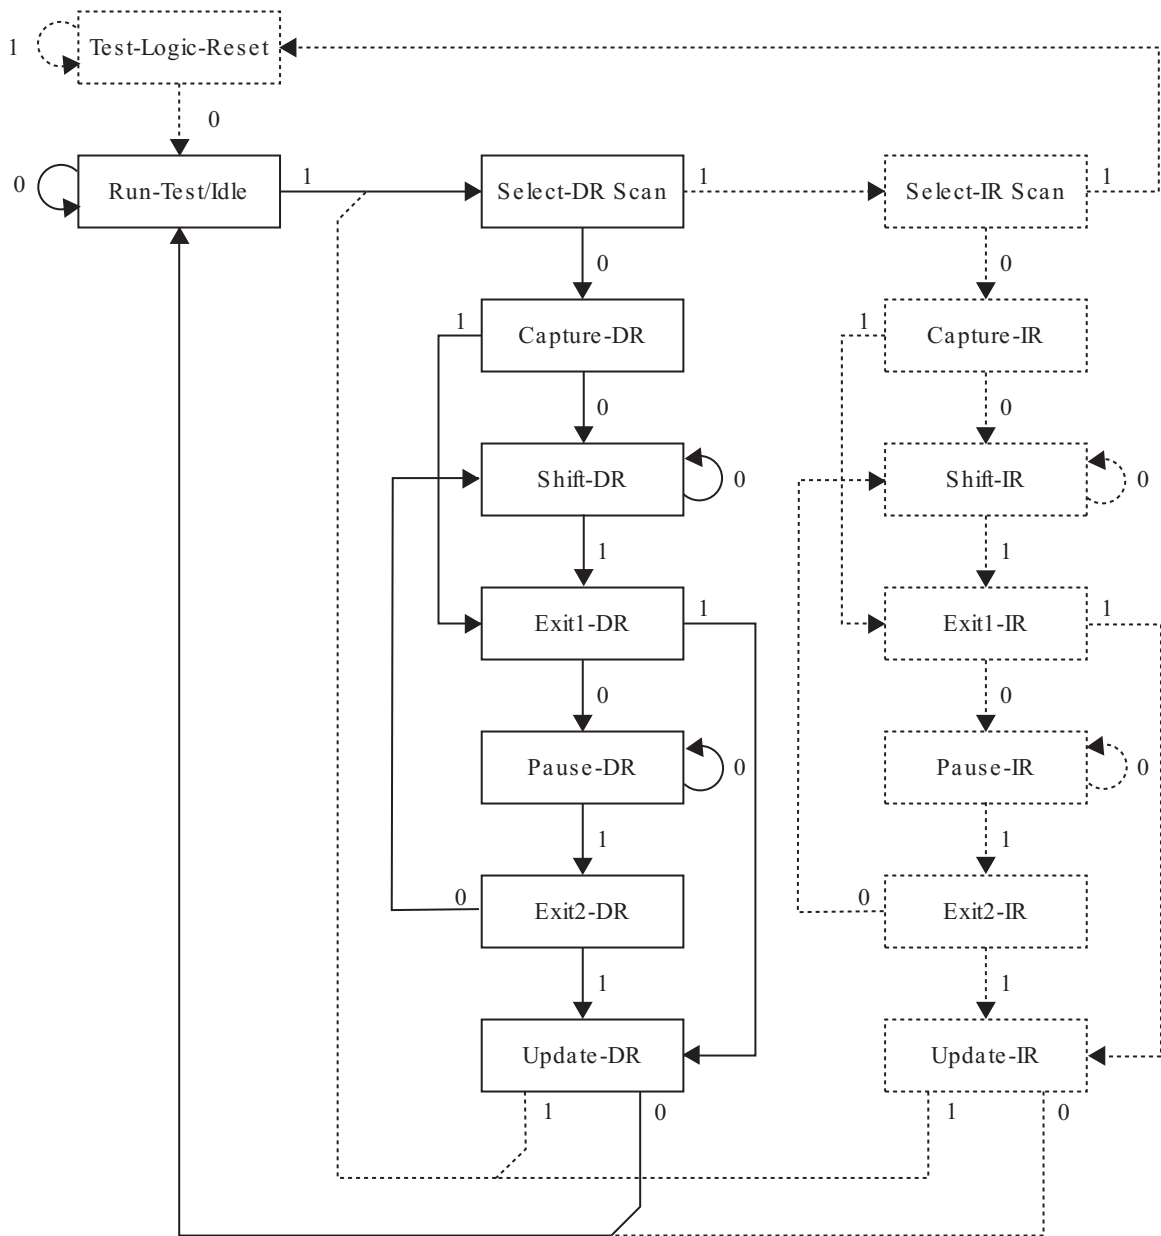 1 Test-Logic-Reset
0
0 Run-Test/Idle 1 Select-DR Scan 1 Select-IR Scan 1
0 0
1 Capture-DR 1 Capture-IR
0 0
Shift-DR 0 Shift-IR 0
1 1
Exit1-DR 1 Exit1-IR 1
0 0
Pause-DR 0 Pause-IR 0
1 1
0 Exit2-DR 0 Exit2-IR
1 1
Update-DR Update-IR
1 0 1 0